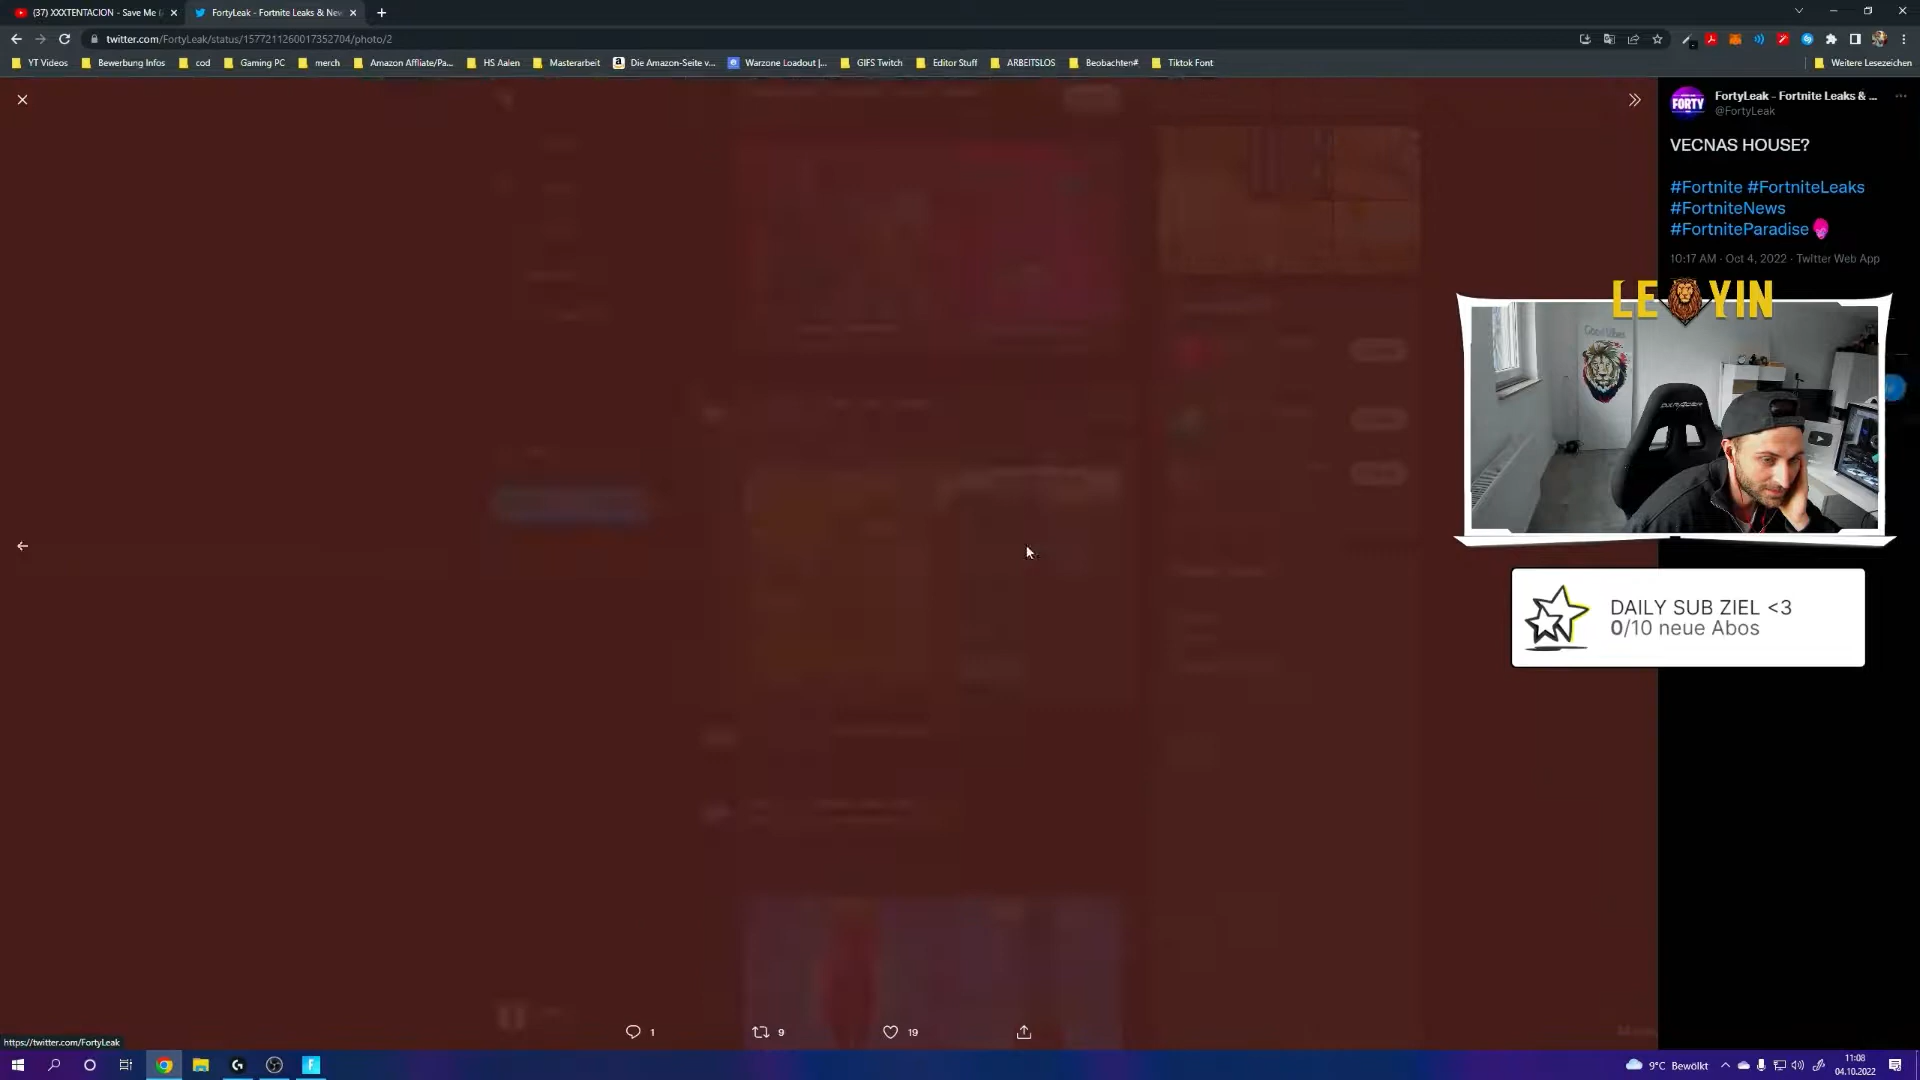 (37) XXXTENTACION - Save Me (
FortyLeak - Fortnite Leaks & New
twitter.com/FortyLeak/status/1577211260017352704/photo/2
YT Videos
Bewerbung Infos
cod
Gaming PC
merch
Amazon Affliate/Pa...
HS Aalen
Masterarbeit
Die Amazon-Seite v...
Warzone Loadout |...
GIFS Twitch
Editor Stuff
ARBEITSLOS
Beobachten#
Tiktok Font
Weitere Lesezeichen
FORTY
FortyLeak - Fortnite Leaks & ...
@FortyLeak
VECNAS HOUSE?
#Fortnite #FortniteLeaks
#FortniteNews
#FortniteParadise
10:17 AM · Oct 4, 2022 · Twitter Web App
LE YIN
Good Vibes
DXRACER
DAILY SUB ZIEL <3
0/10 neue Abos
1
9
19
https://twitter.com/FortyLeak
9°C Bewölkt
11:08
04.10.2022